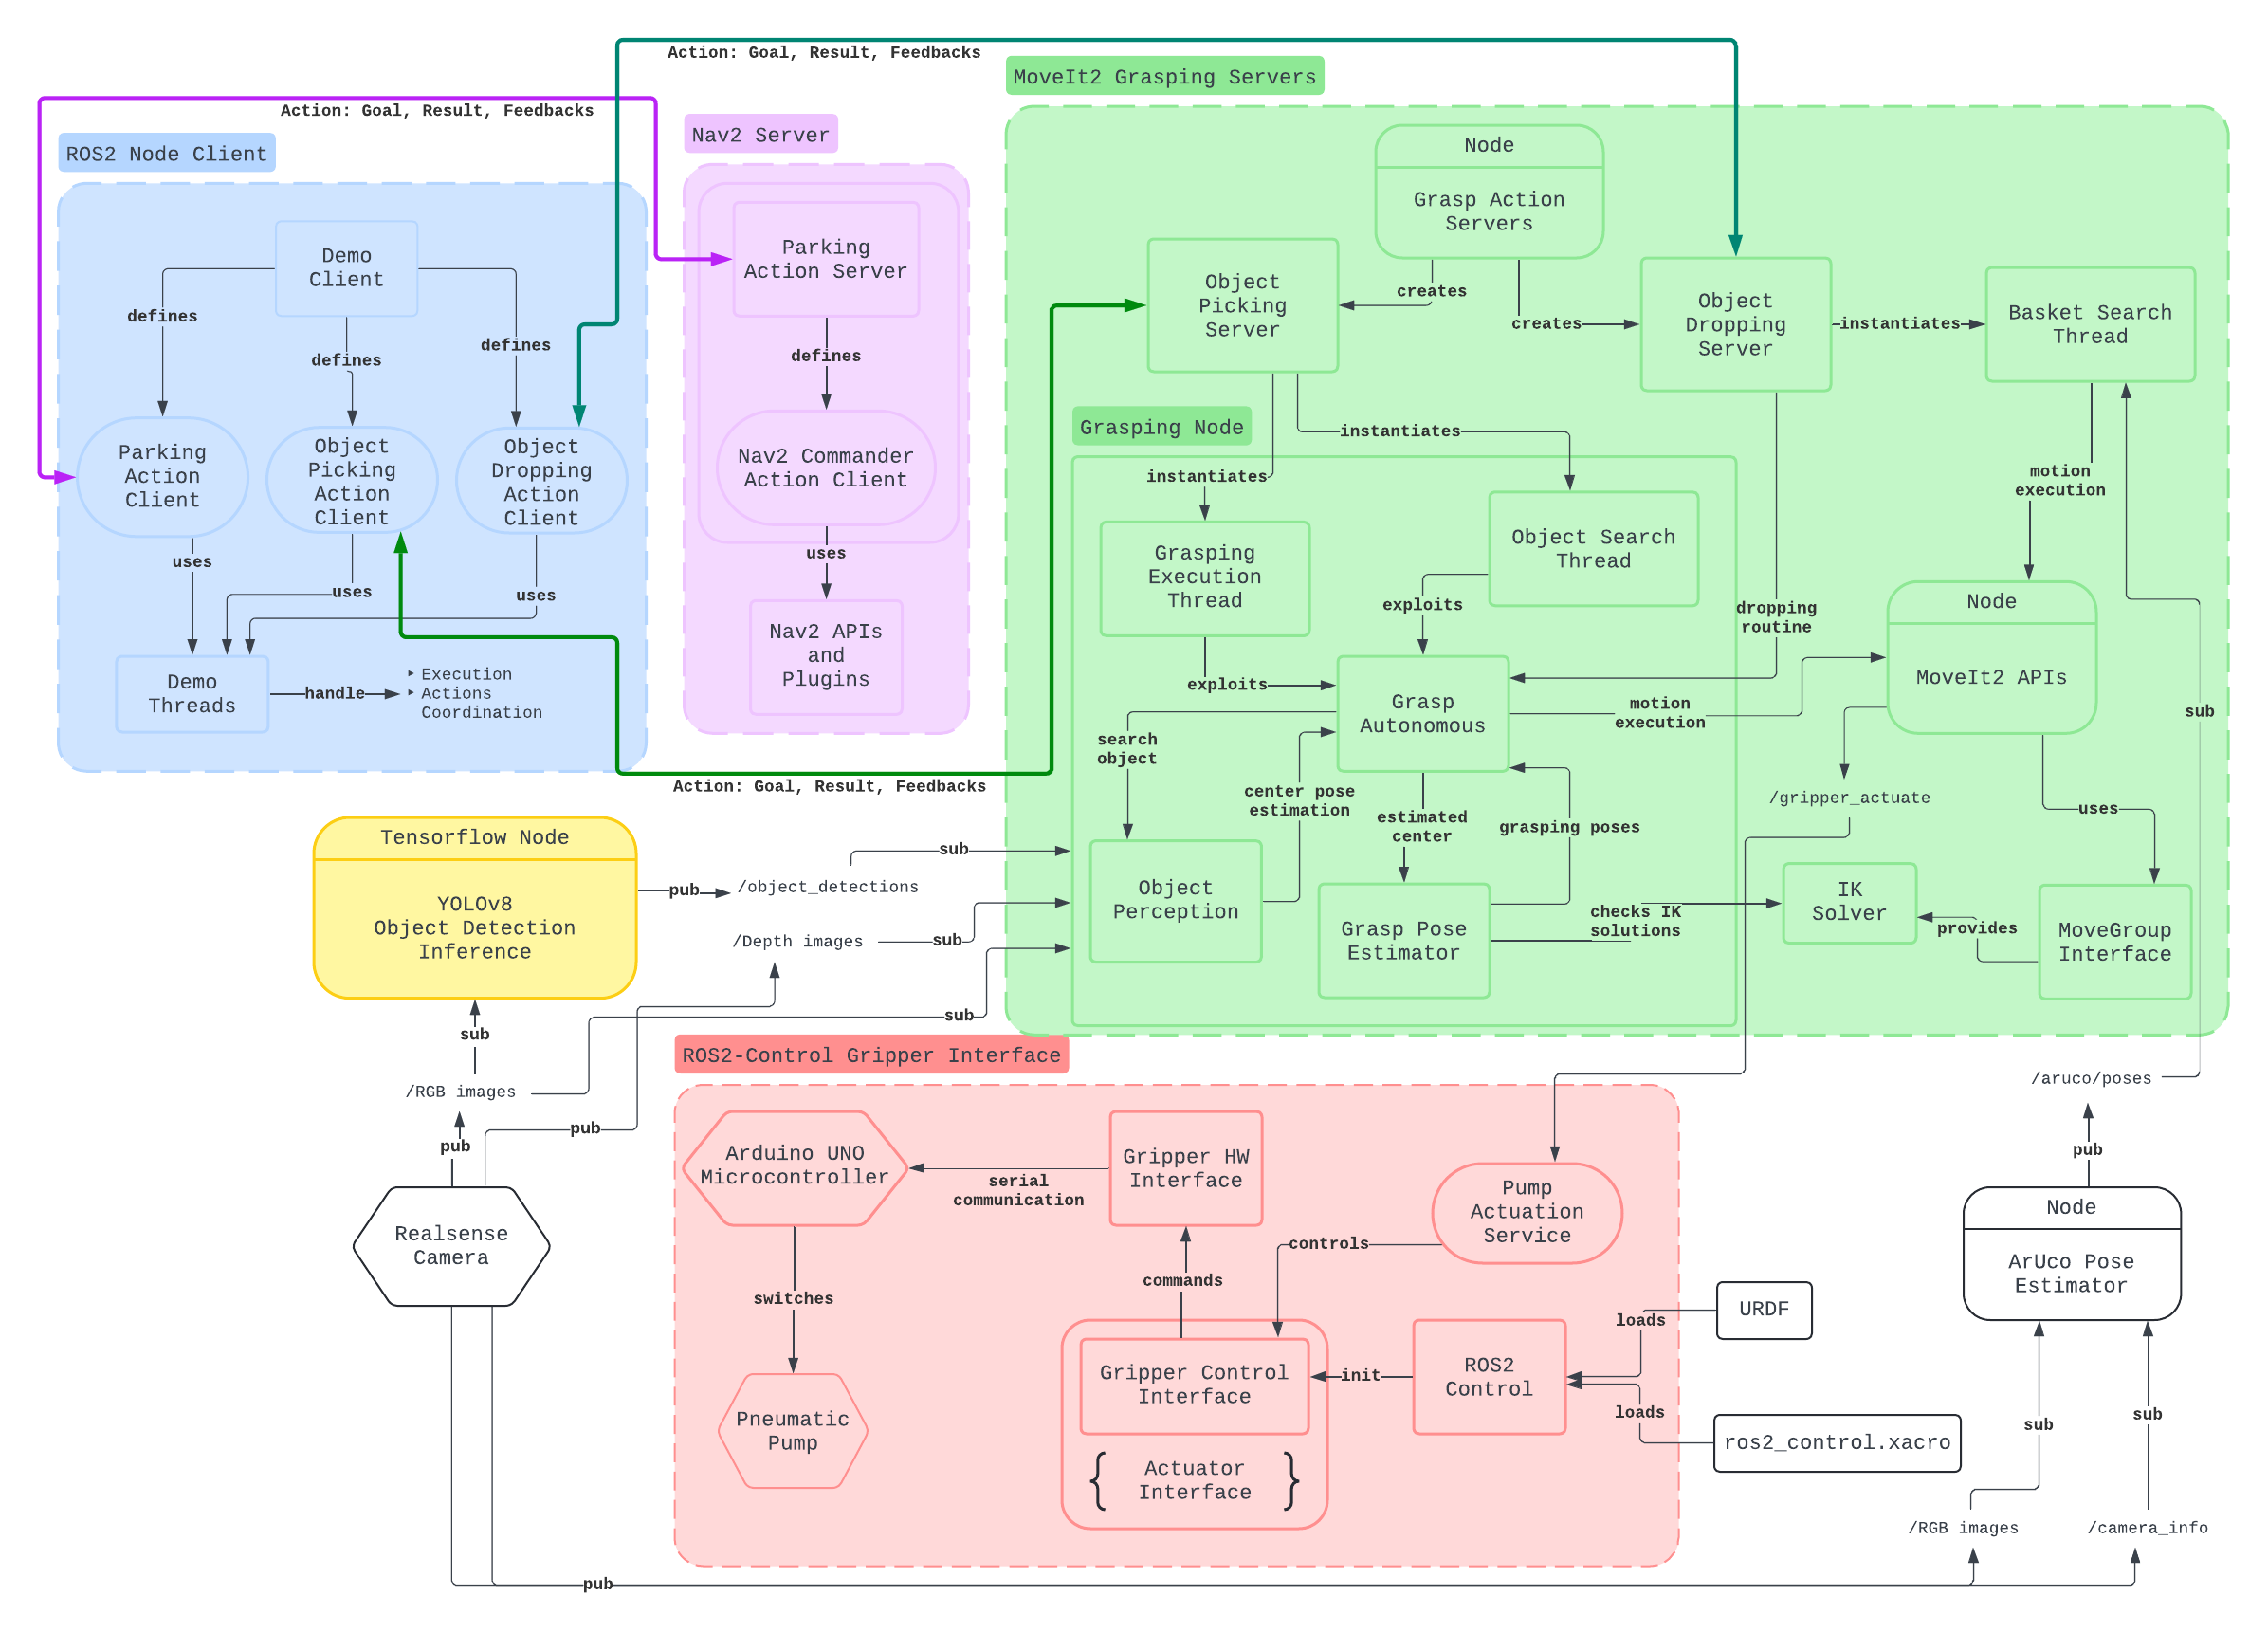 Action: Goal, Result, Feedbacks
MoveIt2 Grasping Servers
Action: Goal, Result, Feedbacks
Nav2 Server
ROS2 Node Client
Demo
Client
defines
defines
defines
Parking
Action
Client
Object
Picking
Action
Client
Object
Dropping
Action
Client
uses
uses
uses
Demo
Threads
handle
Execution
Actions
Coordination
Parking
Action Server
defines
Nav2 Commander
Action Client
uses
Nav2 APIs
and
Plugins
Action: Goal, Result, Feedbacks
Node
Grasp Action
Servers
creates
creates
Object
Picking
Server
Object
Dropping
Server
instantiates
Basket Search
Thread
Grasping Node
instantiates
instantiates
motion
execution
Grasping
Execution
Thread
Object Search
Thread
exploits
exploits
dropping
routine
Node
MoveIt2 APIs
Grasp
Autonomous
motion
execution
sub
search
object
center pose
estimation
estimated
center
grasping poses
/gripper_actuate
uses
Object
Perception
Grasp Pose
Estimator
checks IK
solutions
IK
Solver
provides
MoveGroup
Interface
Tensorflow Node
YOLOv8
Object Detection
Inference
pub
/object_detections
sub
/Depth images
sub
sub
sub
/RGB images
pub
pub
Realsense
Camera
pub
ROS2-Control Gripper Interface
Arduino UNO
Microcontroller
serial
communication
Gripper HW
Interface
Pump
Actuation
Service
controls
commands
switches
Pneumatic
Pump
Gripper Control
Interface
{ Actuator
Interface }
init
ROS2
Control
loads
URDF
loads
ros2_control.xacro
/aruco/poses
pub
Node
ArUco Pose
Estimator
sub
sub
/RGB images
/camera_info